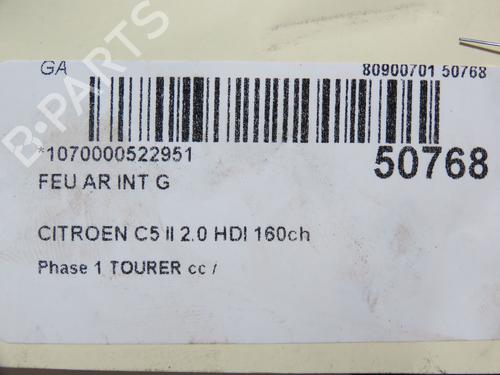 GA 80900701 50768
*1070000522951 50768
FEU AR INT G
CITROEN C5 II 2.0 HDI 160ch
Phase 1 TOURER cc /
B-PARTS